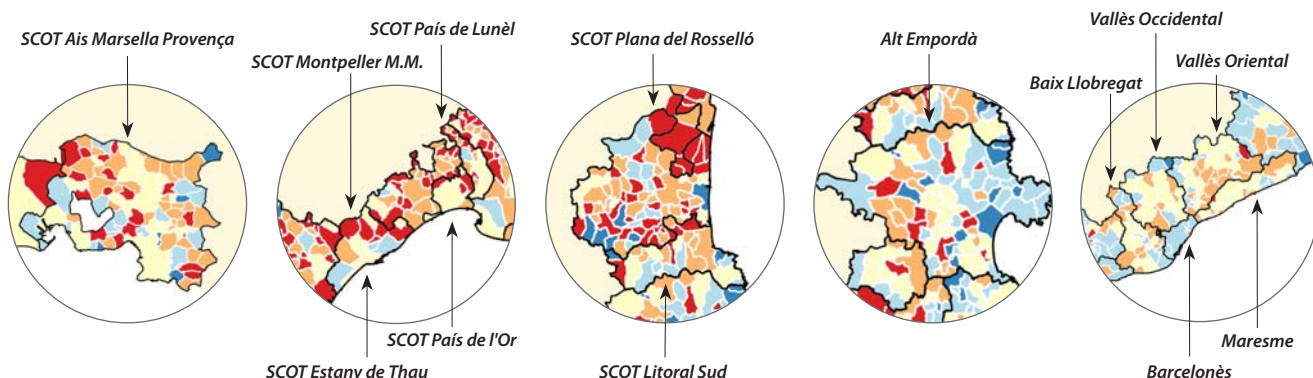 SCOT Ais Marsella Provença
SCOT Montpeller M.M.
SCOT País de Lunèl
SCOT País de l'Or
SCOT Estany de Thau
SCOT Plana del Rosselló
SCOT Litoral Sud
Alt Empordà
Vallès Occidental
Vallès Oriental
Baix Llobregat
Maresme
Barcelonès